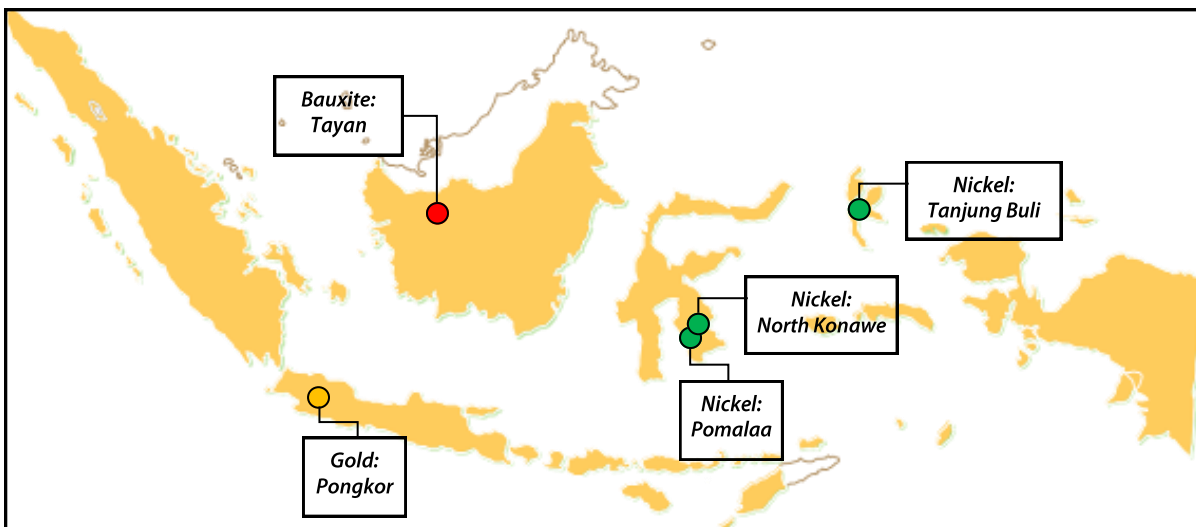 Bauxite:
Tayan
Nickel:
Tanjung Buli
Nickel:
North Konawe
Nickel:
Pomalaa
Gold:
Pongkor